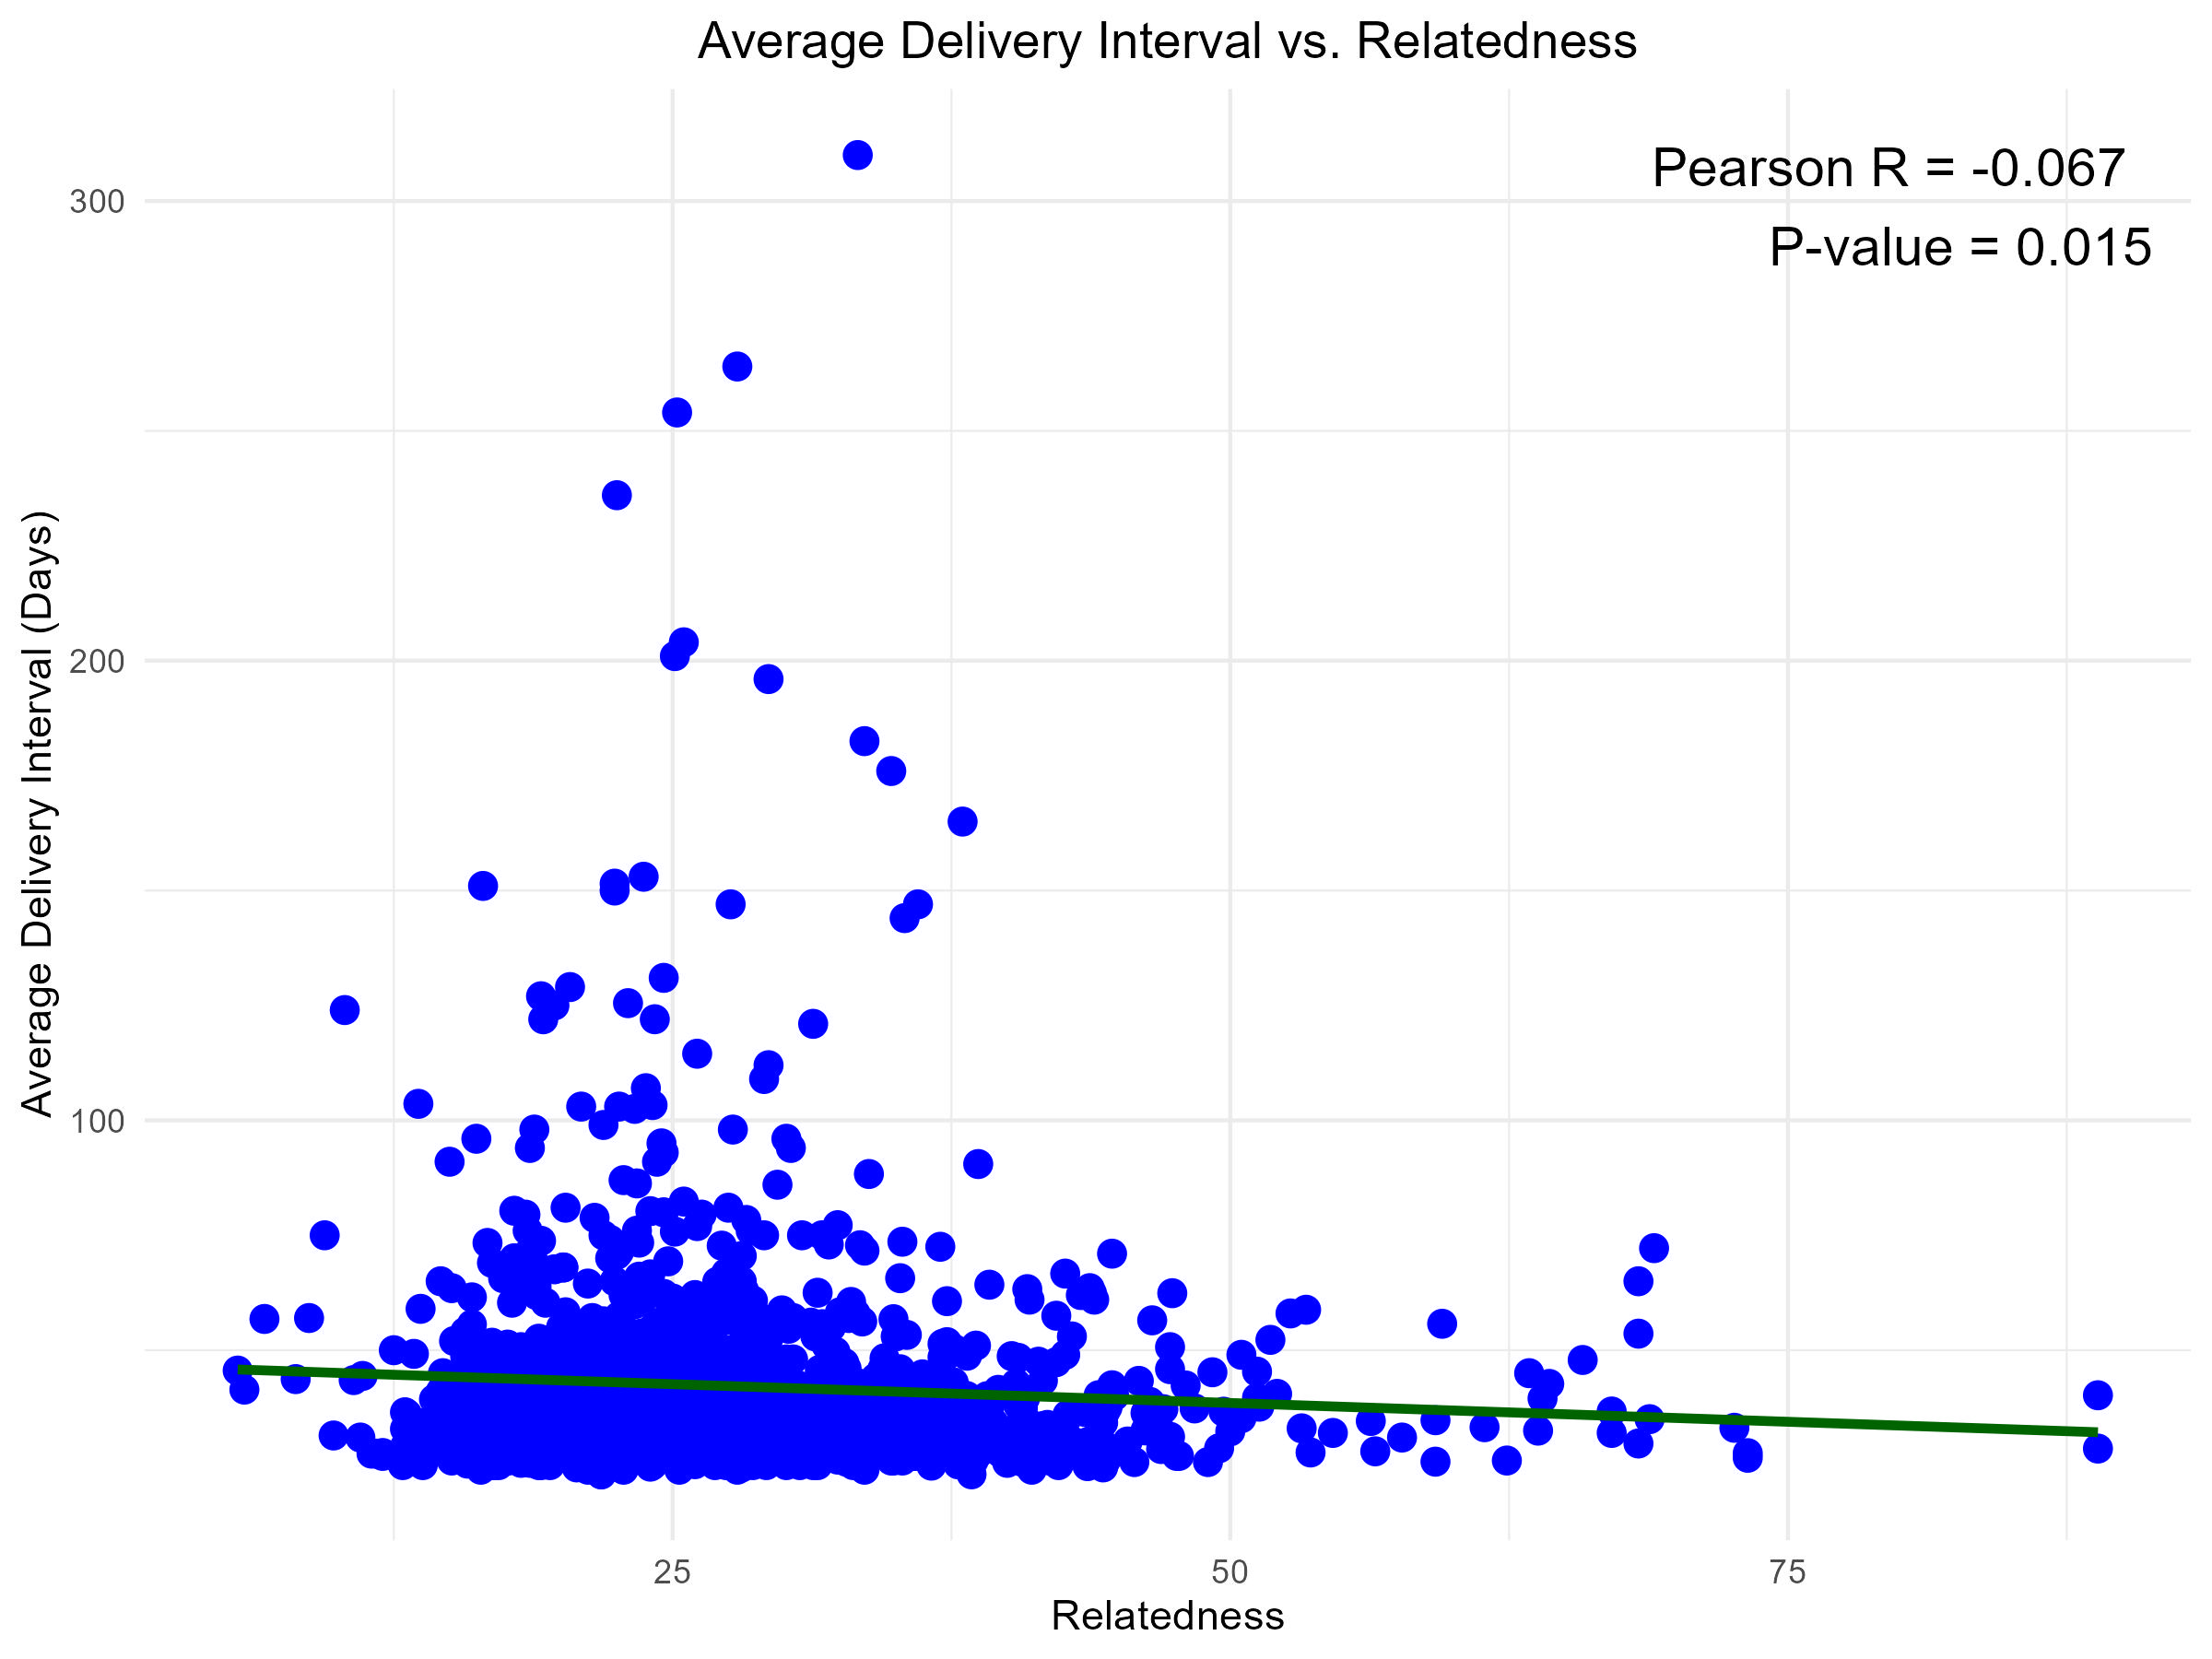 Average Delivery Interval vs. Relatedness
Pearson R = -0.067
P-value = 0.015
Average Delivery Interval (Days)
300
200
100
25
50
75
Relatedness